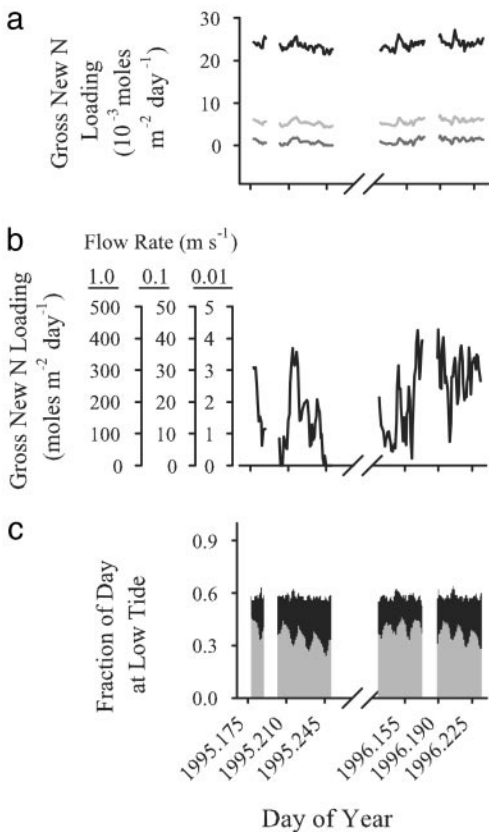 a
Gross New N
Loading
(10⁻³ moles
m⁻² day⁻¹)
30
20
10
0
b
Flow Rate (m s⁻¹)
1.0 0.1 0.01
Gross New N Loading
(moles m⁻² day⁻¹)
500 50 5
400 40 4
300 30 3
200 20 2
100 10 1
0 0 0
c
Fraction of Day
at Low Tide
0.9
0.6
0.3
0.0
1995.175
1995.210
1995.245
1996.155
1996.190
1996.225
Day of Year